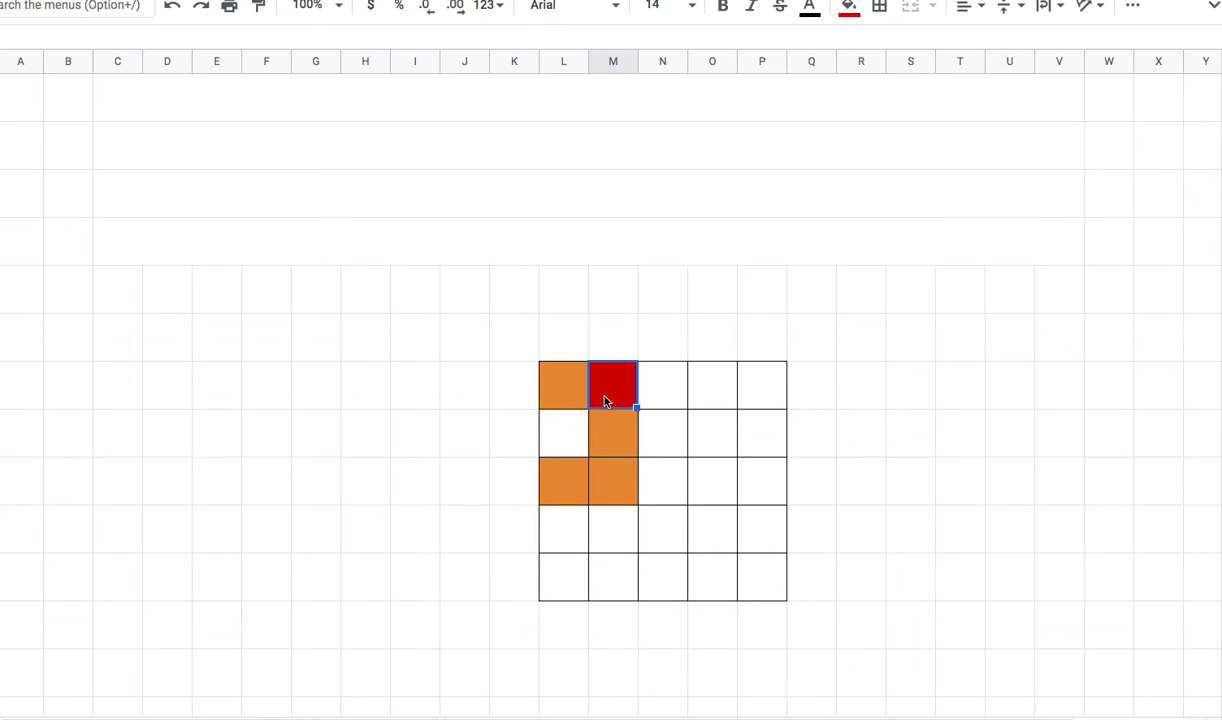 arch the menus (Option+/) 100% $ % .0 .00 123 Arial 14 B I S A
A B C D E F G H I J K L M N O P Q R S T U V W X Y